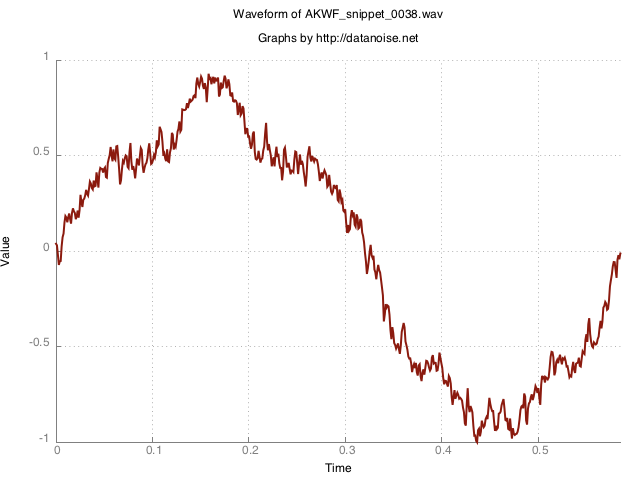 Waveform of AKWF_snippet_0038.wav
Graphs by http://datanoise.net
1
0.5
0
-0.5
-1
Value
0
0.1
0.2
0.3
0.4
0.5
Time